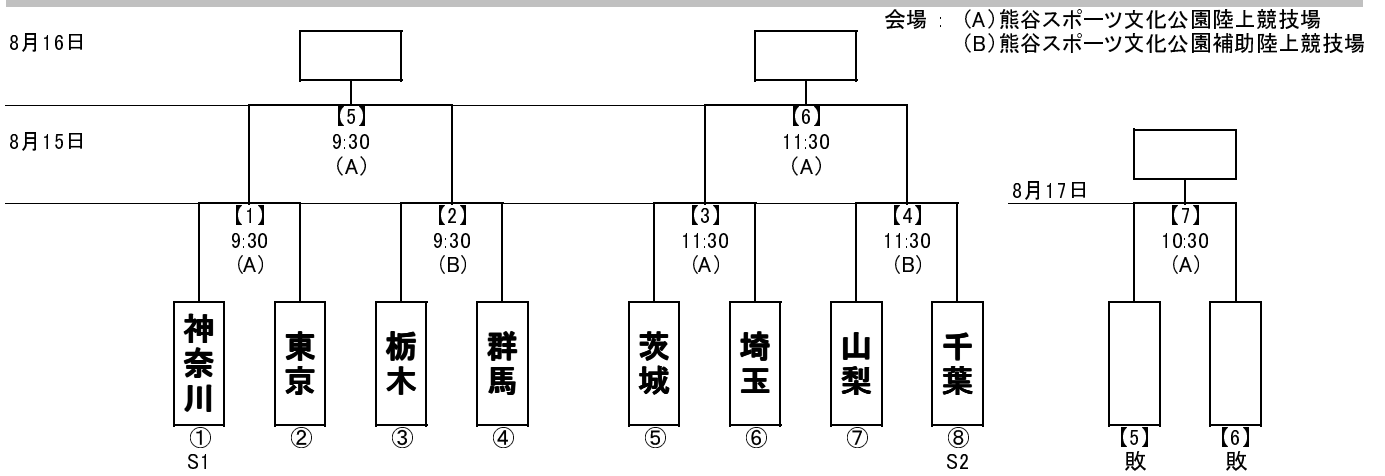 会場： （A）熊谷スポーツ文化公園陸上競技場
（B）熊谷スポーツ文化公園補助陸上競技場
8月16日
【5】
9:30
（A）
【6】
11:30
（A）
8月15日
【1】
9:30
（A）
【2】
9:30
（B）
【3】
11:30
（A）
【4】
11:30
（B）
神奈川
①
S1
東京
②
栃木
③
群馬
④
茨城
⑤
埼玉
⑥
山梨
⑦
千葉
⑧
S2
8月17日
【7】
10:30
（A）
【5】
敗
【6】
敗